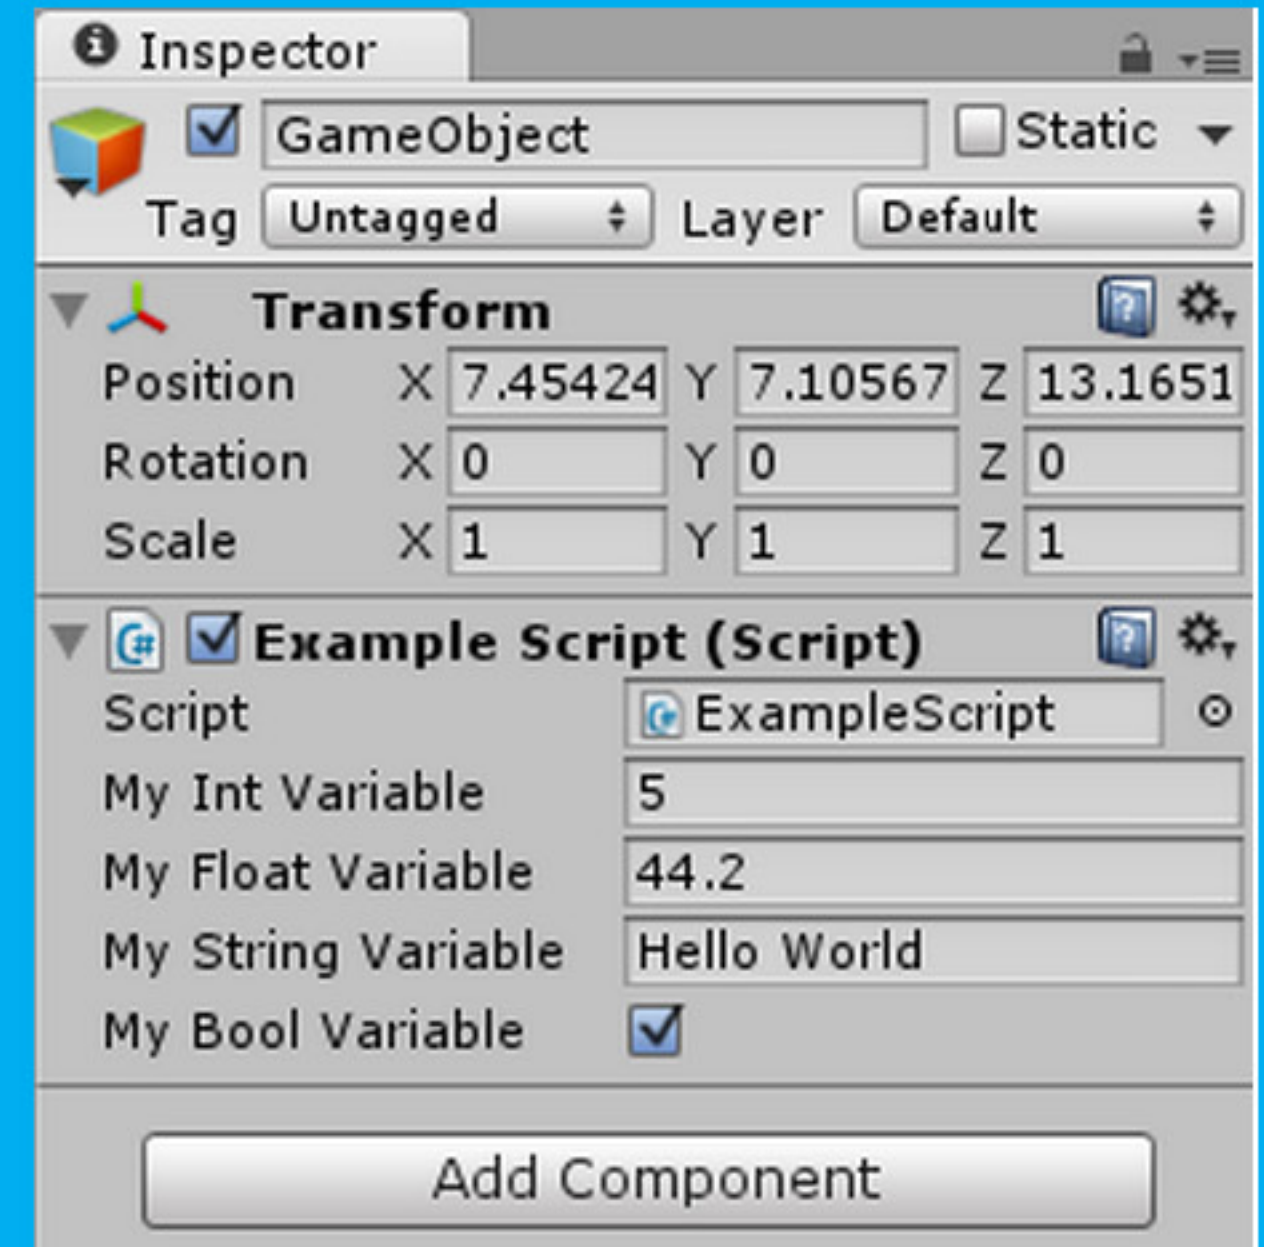 Inspector
GameObject Static
Tag Untagged Layer Default
Transform
Position X 7.45424 Y 7.10567 Z 13.1651
Rotation X 0 Y 0 Z 0
Scale X 1 Y 1 Z 1
C# Example Script (Script)
Script ExampleScript
My Int Variable 5
My Float Variable 44.2
My String Variable Hello World
My Bool Variable
Add Component